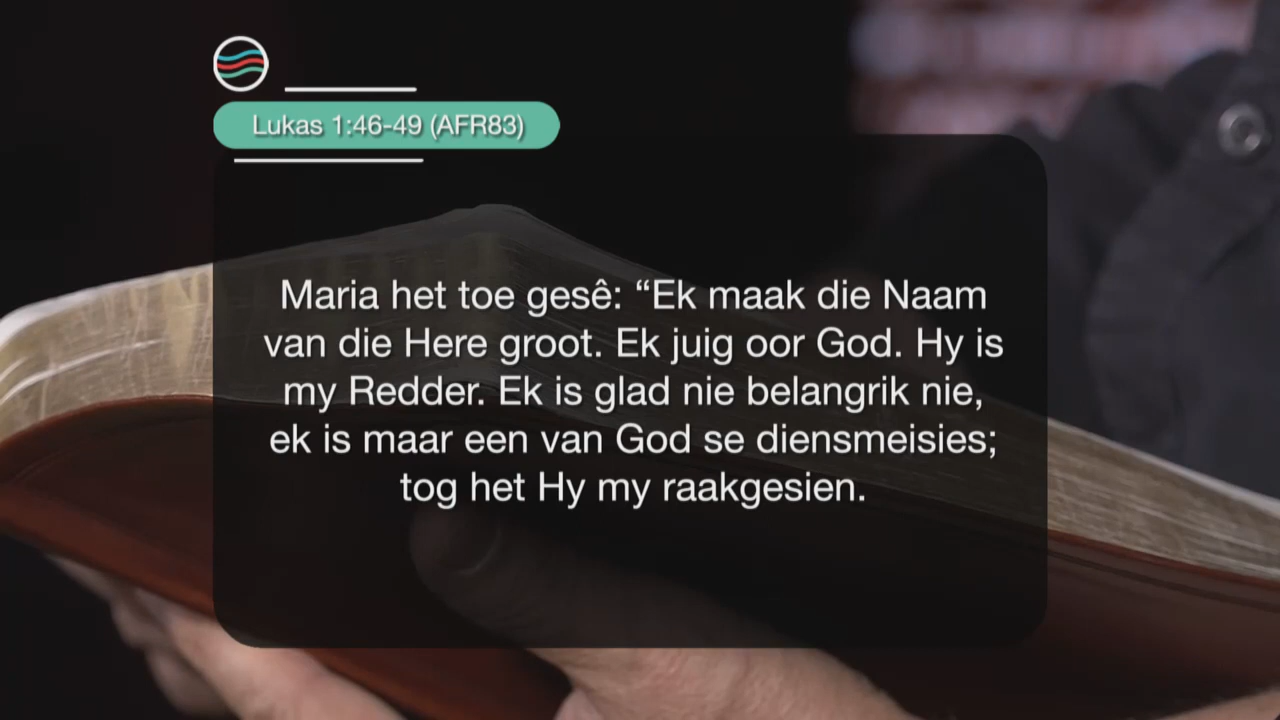 Lukas 1:46-49 (AFR83)
Maria het toe gesê: “Ek maak die Naam
van die Here groot. Ek juig oor God. Hy is
my Redder. Ek is glad nie belangrik nie,
ek is maar een van God se diensmeisies;
tog het Hy my raakgesien.